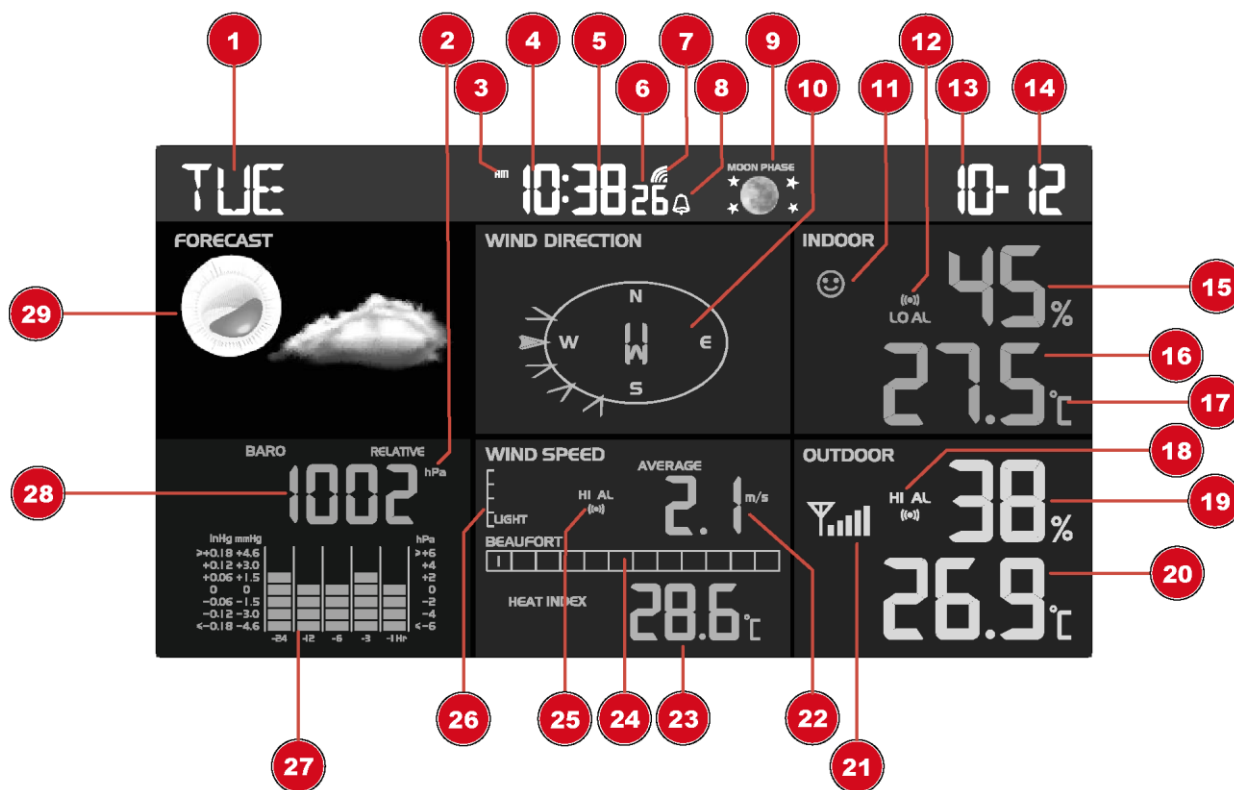 1 2 4 5 7 9 12 13 14
3 6 8 10 11
TUE AM 10:38 26 MOON PHASE 10-12
FORECAST
WIND DIRECTION
N
W W E
S
INDOOR
45%
LO AL
27.5°C
29
15
16
17
BARO RELATIVE
1002 hPa
28
InHg mmHg hPa
>+0.18 +4.6 >+6
+0.12 +3.0 +4
+0.06 +1.5 +2
0 0 0
-0.06 -1.5 -2
-0.12 -3.0 -4
<-0.18 -4.6 <-6
-24 -12 -6 -3 -1Hr
WIND SPEED
AVERAGE
HI AL 2.1 m/s
LIGHT
BEAUFORT
1
HEAT INDEX 28.6°C
OUTDOOR
HI AL 38%
26.9°C
18
19
20
26 25 24 23 22
27 21